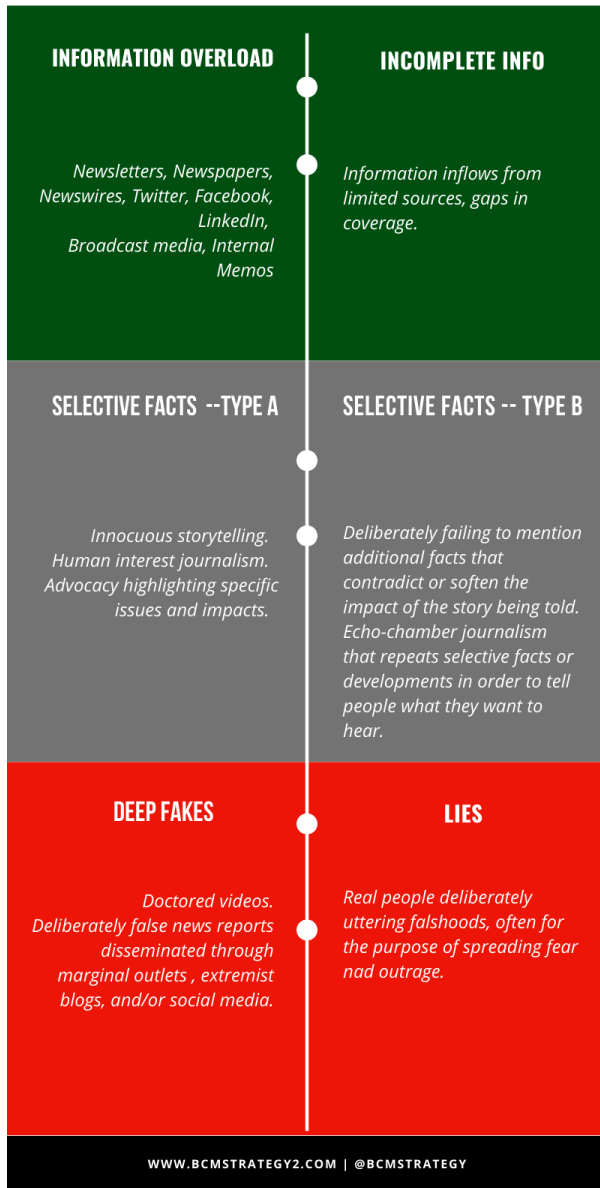 INFORMATION OVERLOAD
Newsletters, Newspapers,
Newswires, Twitter, Facebook,
LinkedIn,
Broadcast media, Internal
Memos
INCOMPLETE INFO
Information inflows from
limited sources, gaps in
coverage.
SELECTIVE FACTS --TYPE A
Innocuous storytelling.
Human interest journalism.
Advocacy highlighting specific
issues and impacts.
SELECTIVE FACTS -- TYPE B
Deliberately failing to mention
additional facts that
contradict or soften the
impact of the story being told.
Echo-chamber journalism
that repeats selective facts or
developments in order to tell
people what they want to
hear.
DEEP FAKES
Doctored videos.
Deliberately false news reports
disseminated through
marginal outlets , extremist
blogs, and/or social media.
LIES
Real people deliberately
uttering falshoods, often for
the purpose of spreading fear
nad outrage.
WWW.BCMSTRATEGY2.COM | @BCMSTRATEGY